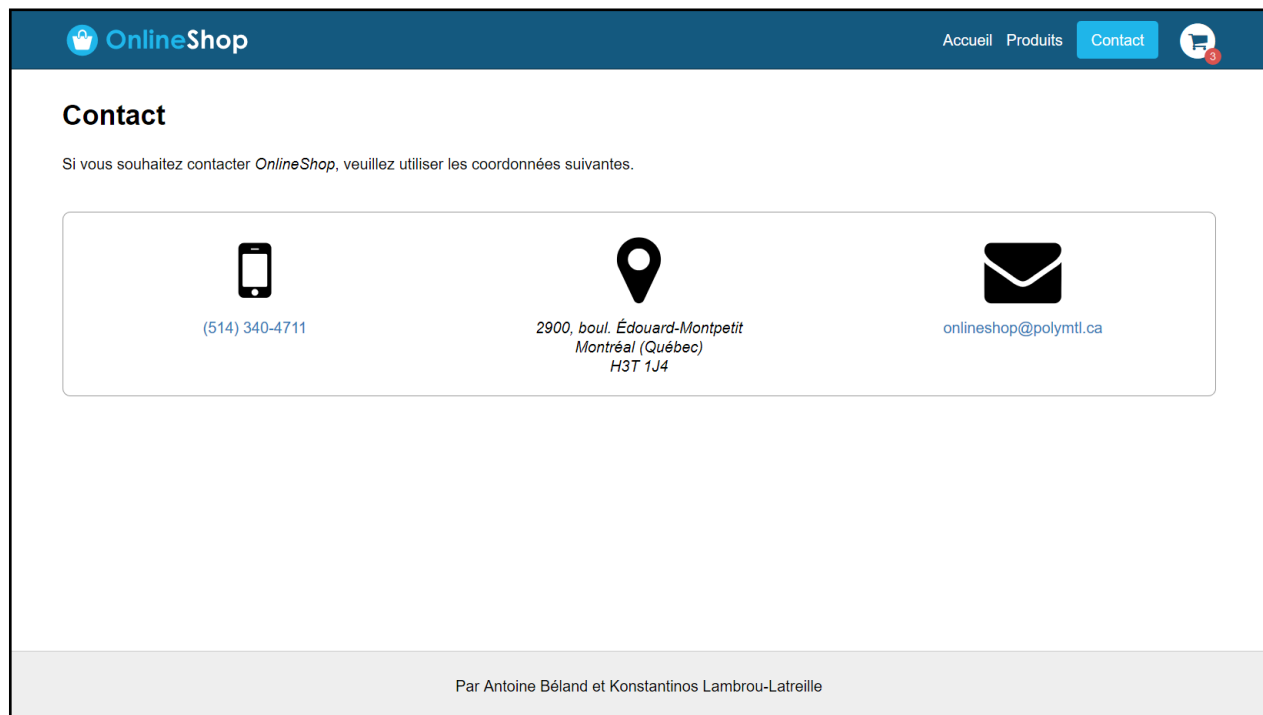 OnlineShop
Accueil Produits Contact
3
Contact
Si vous souhaitez contacter OnlineShop, veuillez utiliser les coordonnées suivantes.
(514) 340-4711
2900, boul. Édouard-Montpetit
Montréal (Québec)
H3T 1J4
onlineshop@polymtl.ca
Par Antoine Béland et Konstantinos Lambrou-Latreille